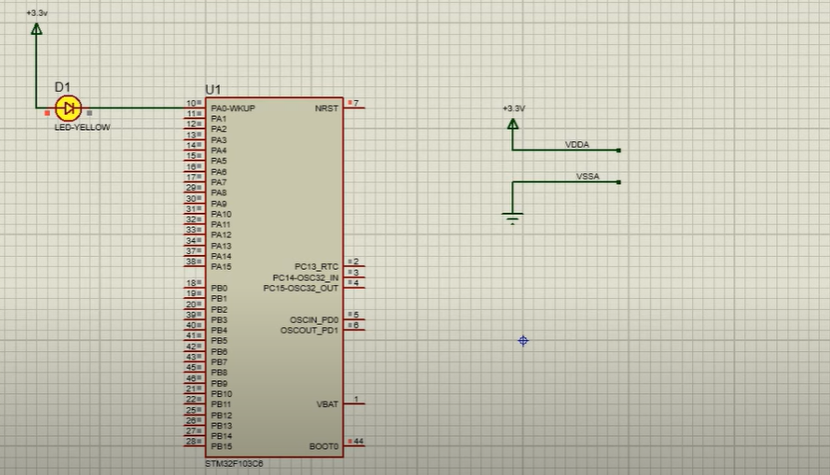 +3.3v
D1
LED-YELLOW
U1
10 PA0-WKUP
11 PA1
12 PA2
13 PA3
14 PA4
15 PA5
16 PA6
17 PA7
29 PA8
30 PA9
31 PA10
32 PA11
33 PA12
34 PA13
37 PA14
38 PA15
18 PB0
19 PB1
20 PB2
39 PB3
40 PB4
41 PB5
42 PB6
43 PB7
45 PB8
46 PB9
21 PB10
22 PB11
25 PB12
26 PB13
27 PB14
28 PB15
NRST 7
PC13_RTC 2
PC14-OSC32_IN 3
PC15-OSC32_OUT 4
OSCIN_PD0 5
OSCOUT_PD1 6
VBAT 1
BOOT0 44
STM32F103C6
+3.3V
VDDA
VSSA